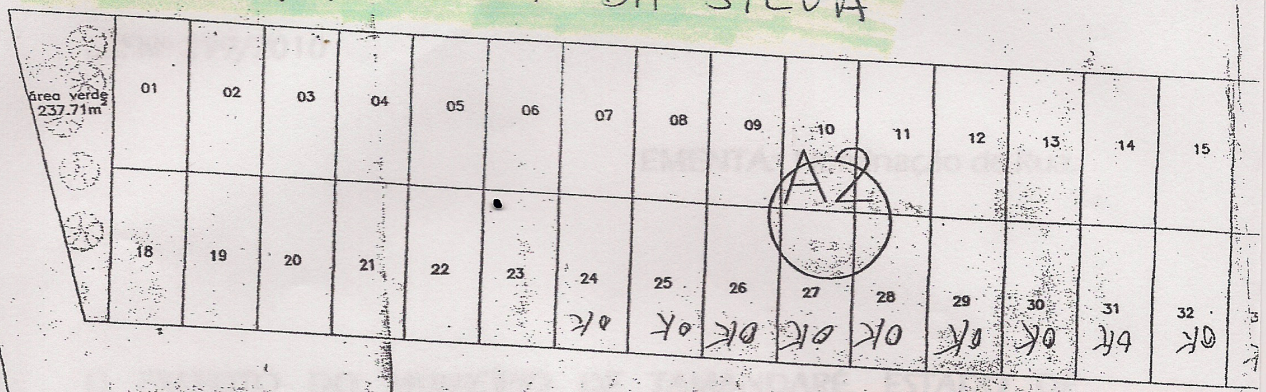 DA SILVA
área verde
237.71m²
01 02 03 04 05 06 07 08 09 10 11 12 13 14 15
A2
18 19 20 21 22 23 24 25 26 27 28 29 30 31 32
OK OK OK OK OK OK OK OK OK